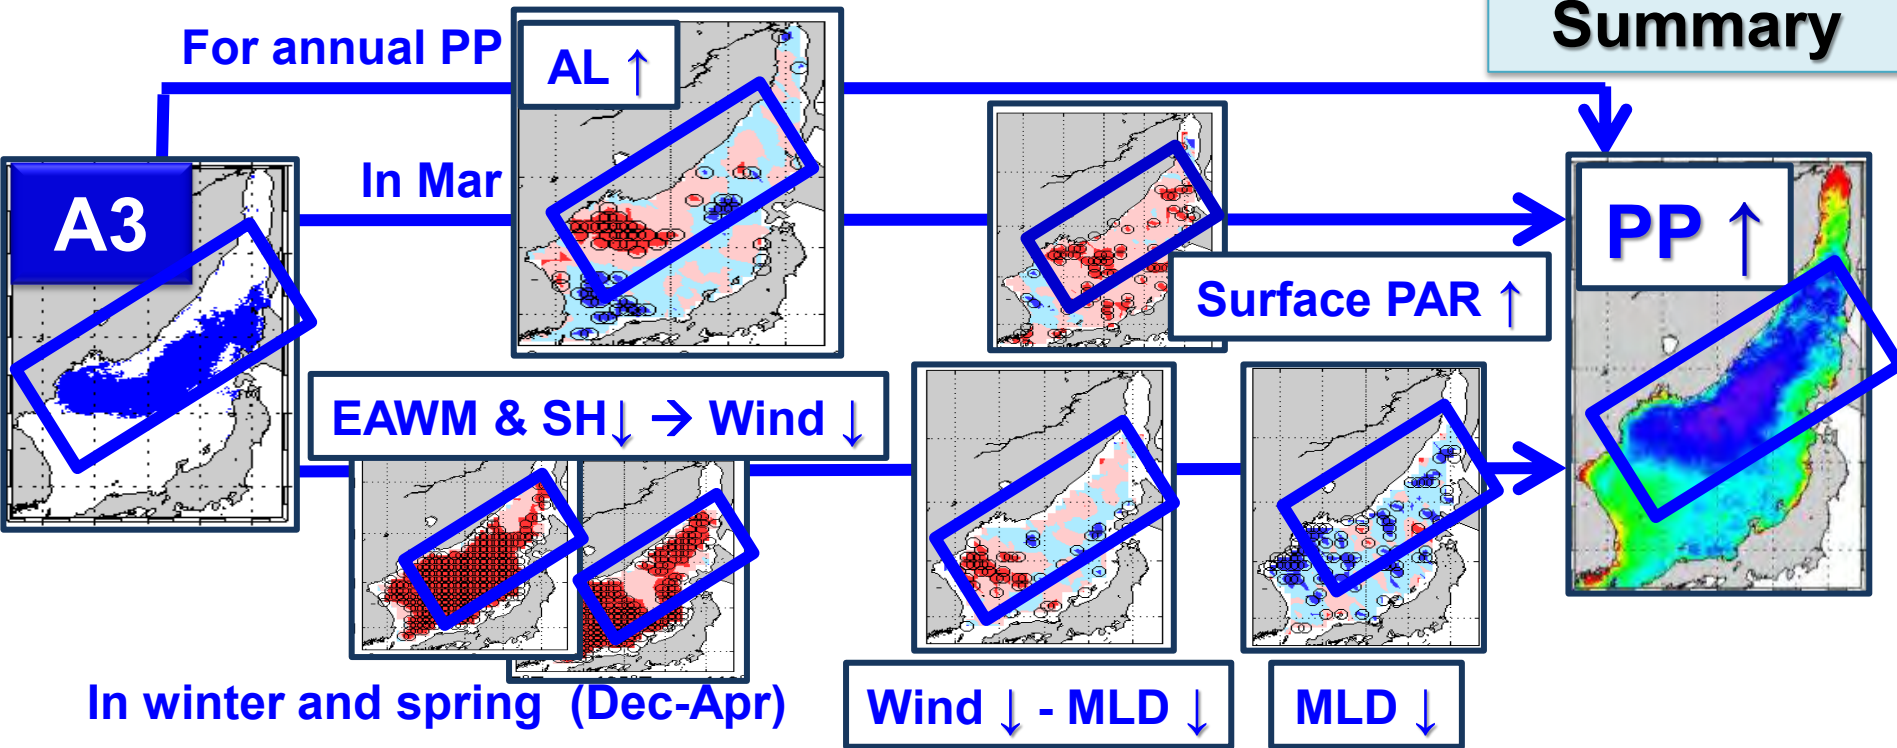 Summary
For annual PP
AL ↑
In Mar
A3
PP ↑
Surface PAR ↑
EAWM & SH↓ → Wind ↓
In winter and spring (Dec-Apr)
Wind ↓ - MLD ↓
MLD ↓